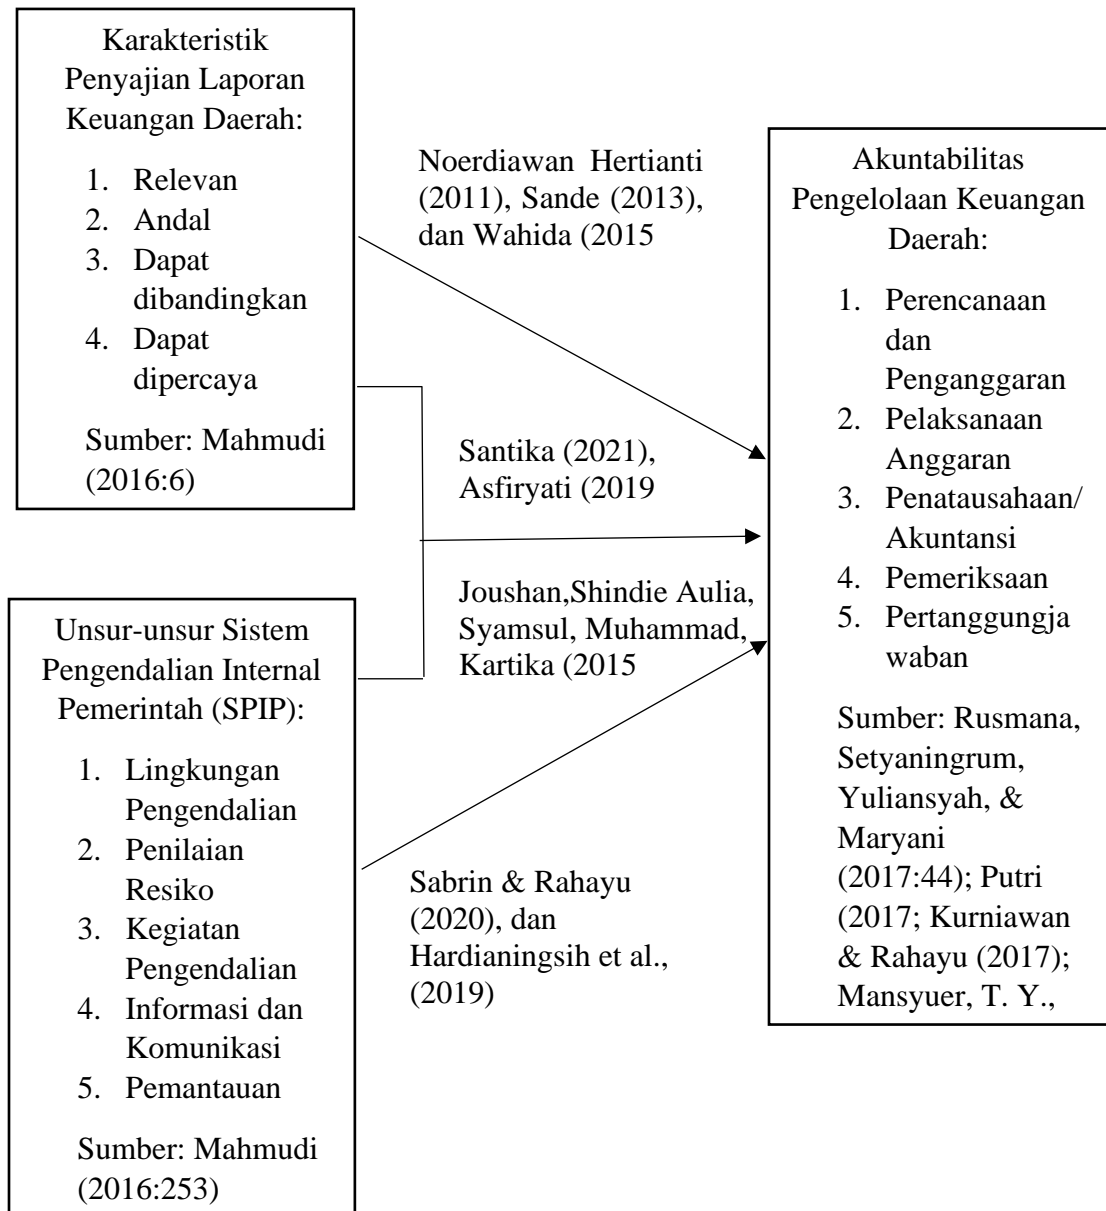 Karakteristik
Penyajian Laporan
Keuangan Daerah:
1. Relevan
2. Andal
3. Dapat
dibandingkan
4. Dapat
dipercaya
Sumber: Mahmudi
(2016:6)
Noerdiawan Hertianti
(2011), Sande (2013),
dan Wahida (2015
Santika (2021),
Asfiryati (2019
Joushan,Shindie Aulia,
Syamsul, Muhammad,
Kartika (2015
Unsur-unsur Sistem
Pengendalian Internal
Pemerintah (SPIP):
1. Lingkungan
Pengendalian
2. Penilaian
Resiko
3. Kegiatan
Pengendalian
4. Informasi dan
Komunikasi
5. Pemantauan
Sumber: Mahmudi
(2016:253)
Sabrin & Rahayu
(2020), dan
Hardianingsih et al.,
(2019)
Akuntabilitas
Pengelolaan Keuangan
Daerah:
1. Perencanaan
dan
Penganggaran
2. Pelaksanaan
Anggaran
3. Penatausahaan/
Akuntansi
4. Pemeriksaan
5. Pertanggungja
waban
Sumber: Rusmana,
Setyaningrum,
Yuliansyah, &
Maryani
(2017:44); Putri
(2017; Kurniawan
& Rahayu (2017);
Mansyuer, T. Y.,